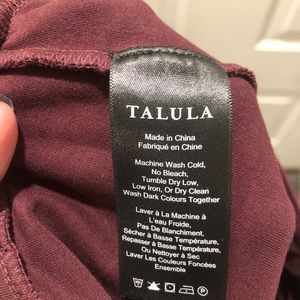 TALULA
Made in China
Fabriqué en Chine
Machine Wash Cold,
No Bleach,
Tumble Dry Low,
Low Iron, Or Dry Clean
Wash Dark Colours Together
Laver à La Machine à
L'eau Froide,
Pas De Blanchiment,
Sécher à Basse Température,
Repasser à Basse Température,
Ou Nettoyer à Sec
Laver Les Couleurs Foncées
Ensemble